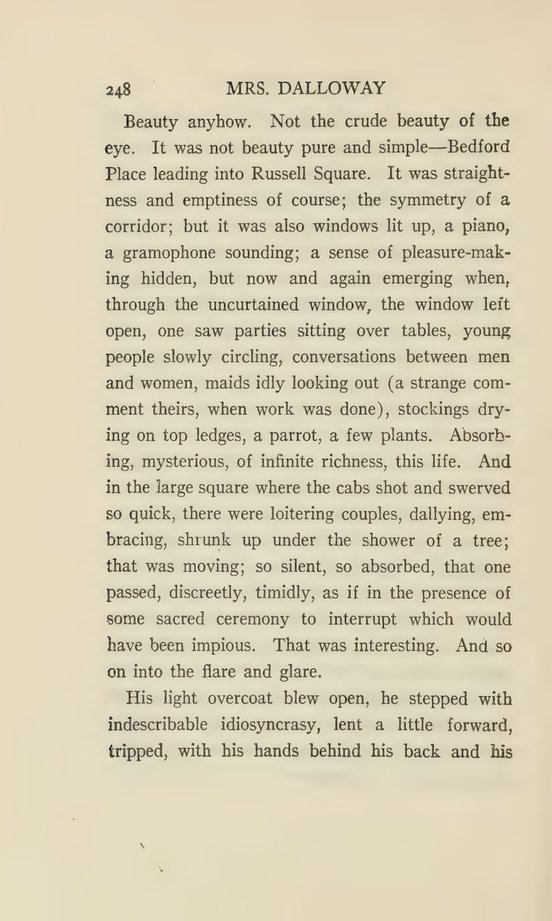 248 MRS. DALLOWAY
Beauty anyhow. Not the crude beauty of the
eye. It was not beauty pure and simple—Bedford
Place leading into Russell Square. It was straight-
ness and emptiness of course; the symmetry of a
corridor; but it was also windows lit up, a piano,
a gramophone sounding; a sense of pleasure-mak-
ing hidden, but now and again emerging when,
through the uncurtained window, the window left
open, one saw parties sitting over tables, young
people slowly circling, conversations between men
and women, maids idly looking out (a strange com-
ment theirs, when work was done), stockings dry-
ing on top ledges, a parrot, a few plants. Absorb-
ing, mysterious, of infinite richness, this life. And
in the large square where the cabs shot and swerved
so quick, there were loitering couples, dallying, em-
bracing, shrunk up under the shower of a tree;
that was moving; so silent, so absorbed, that one
passed, discreetly, timidly, as if in the presence of
some sacred ceremony to interrupt which would
have been impious. That was interesting. And so
on into the flare and glare.
His light overcoat blew open, he stepped with
indescribable idiosyncrasy, lent a little forward,
tripped, with his hands behind his back and his